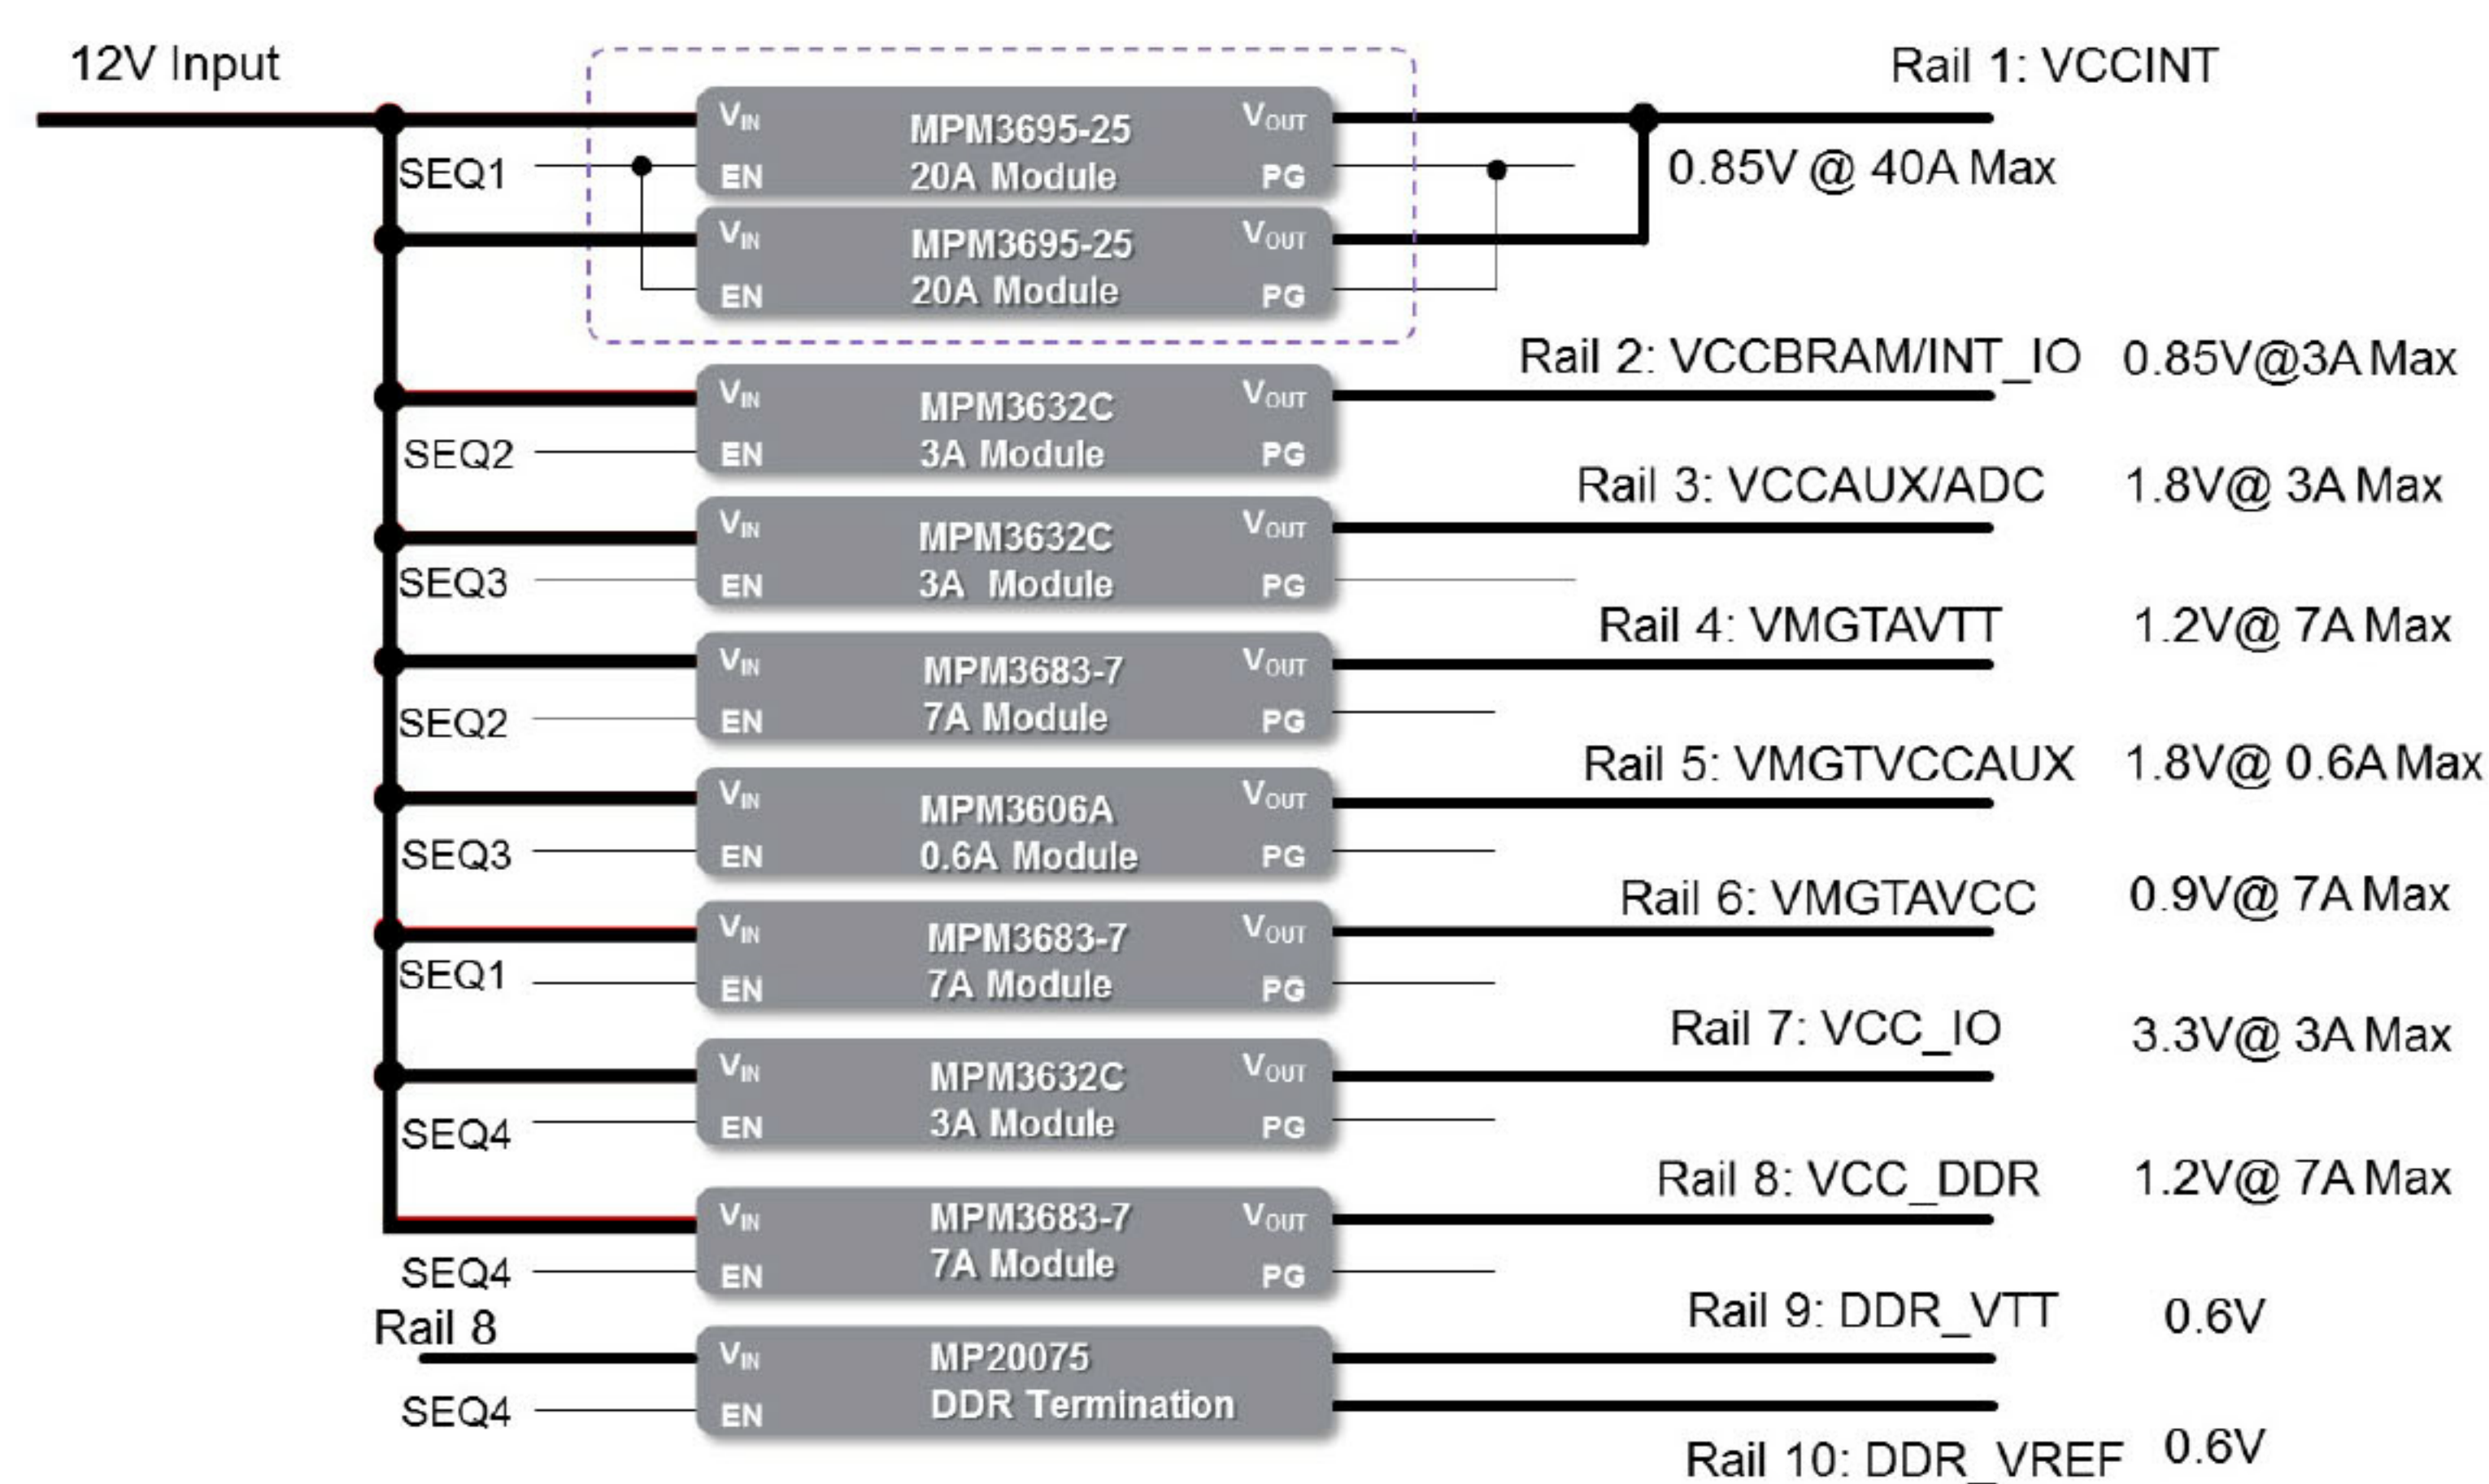 12V Input
Rail 1: VCCINT
VIN MPM3695-25 VOUT
SEQ1 EN 20A Module PG 0.85V @ 40A Max
VIN MPM3695-25 VOUT
EN 20A Module PG
Rail 2: VCCBRAM/INT_IO 0.85V@3A Max
VIN MPM3632C VOUT
SEQ2 EN 3A Module PG
Rail 3: VCCAUX/ADC 1.8V@ 3A Max
VIN MPM3632C VOUT
SEQ3 EN 3A Module PG
Rail 4: VMGTAVTT 1.2V@ 7A Max
VIN MPM3683-7 VOUT
SEQ2 EN 7A Module PG
Rail 5: VMGTVCCAUX 1.8V@ 0.6A Max
VIN MPM3606A VOUT
SEQ3 EN 0.6A Module PG
Rail 6: VMGTAVCC 0.9V@ 7A Max
VIN MPM3683-7 VOUT
SEQ1 EN 7A Module PG
Rail 7: VCC_IO 3.3V@ 3A Max
VIN MPM3632C VOUT
SEQ4 EN 3A Module PG
Rail 8: VCC_DDR 1.2V@ 7A Max
VIN MPM3683-7 VOUT
SEQ4 EN 7A Module PG
Rail 8 Rail 9: DDR_VTT 0.6V
VIN MP20075
SEQ4 EN DDR Termination
Rail 10: DDR_VREF 0.6V